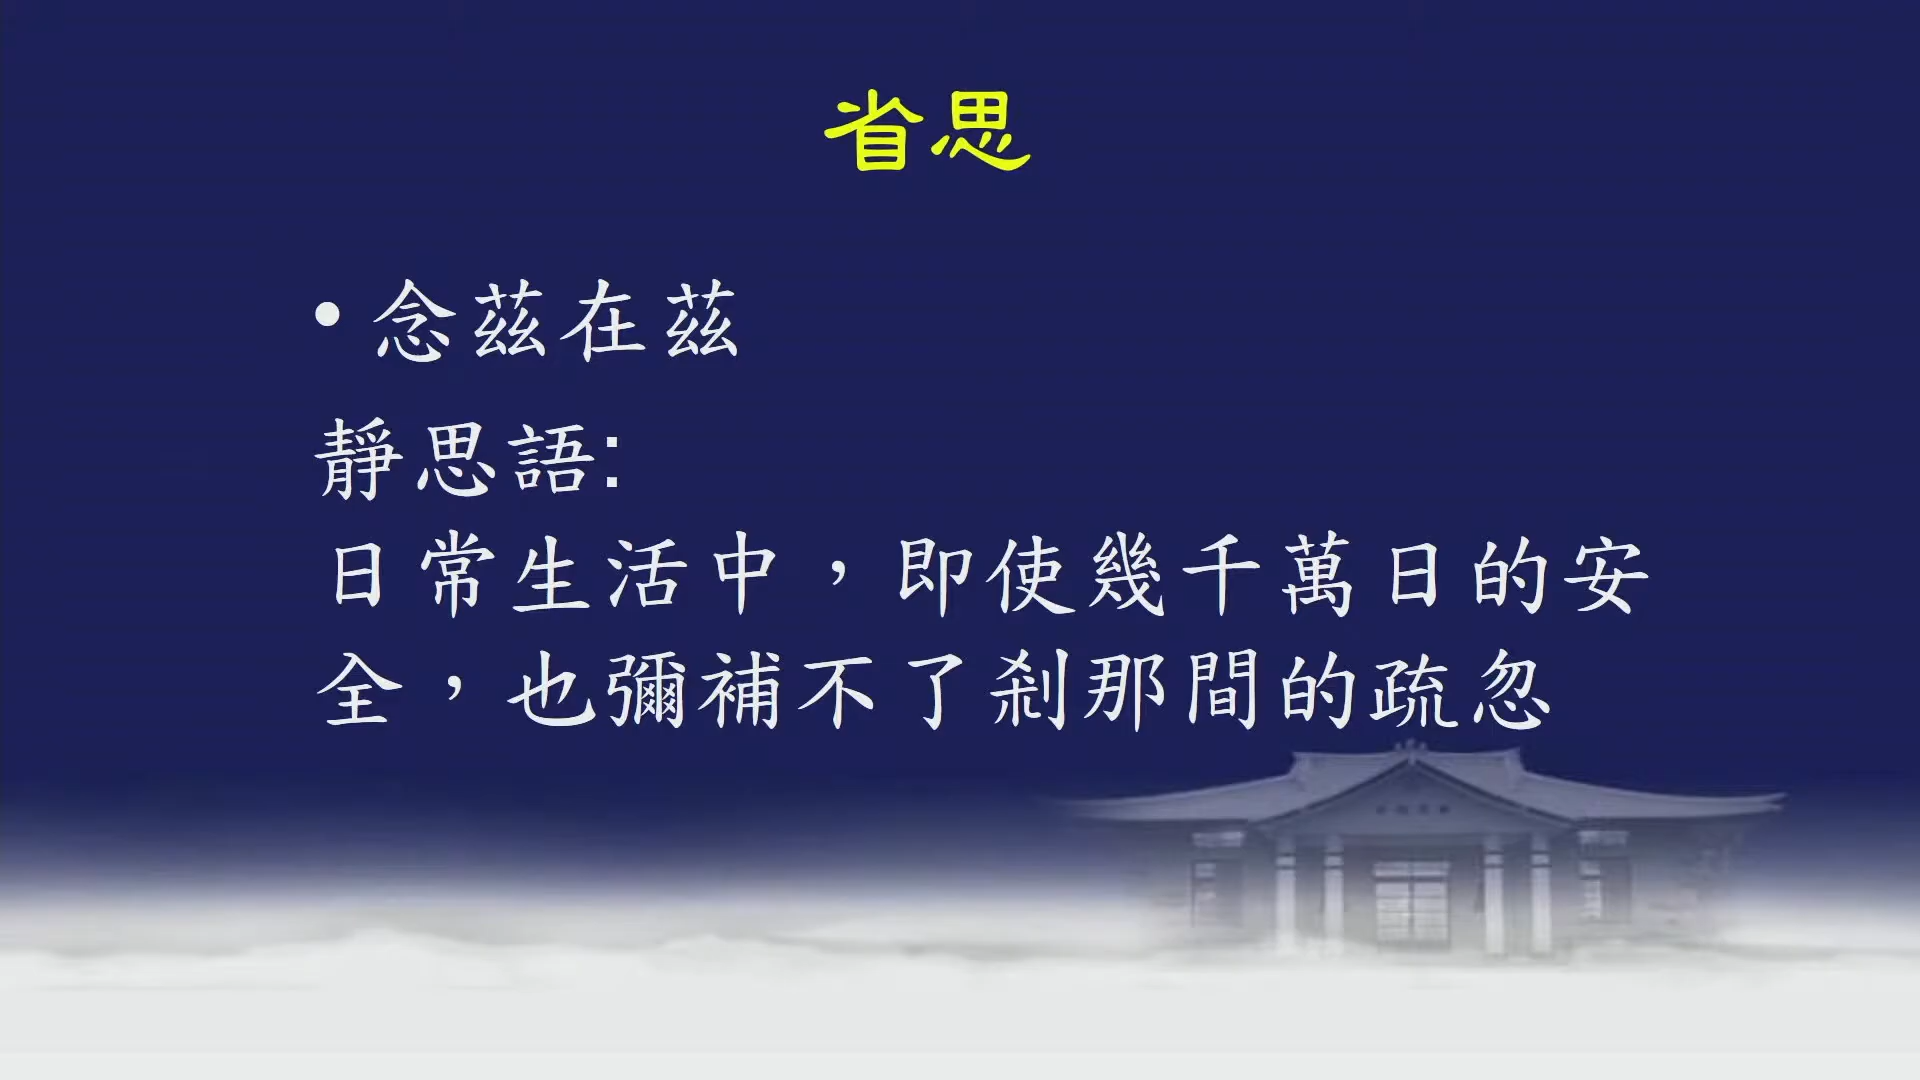 省思
• 念茲在茲
靜思語:
日常生活中，即使幾千萬日的安
全，也彌補不了剎那間的疏忽